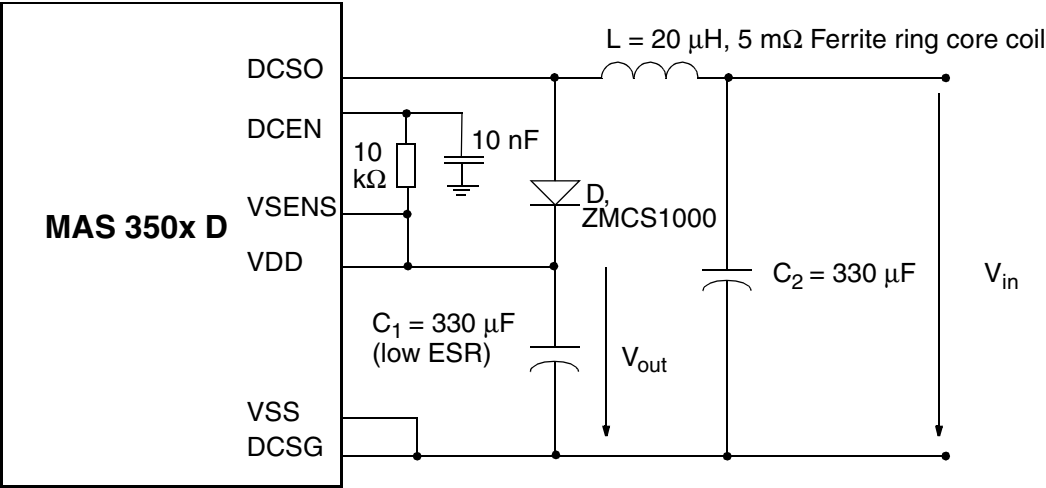 L = 20 μH, 5 mΩ Ferrite ring core coil
DCSO
DCEN
10 nF
10
kΩ
VSENS
D,
ZMCS1000
MAS 350x D
VDD
C2 = 330 μF
Vin
C1 = 330 μF
(low ESR)
Vout
VSS
DCSG